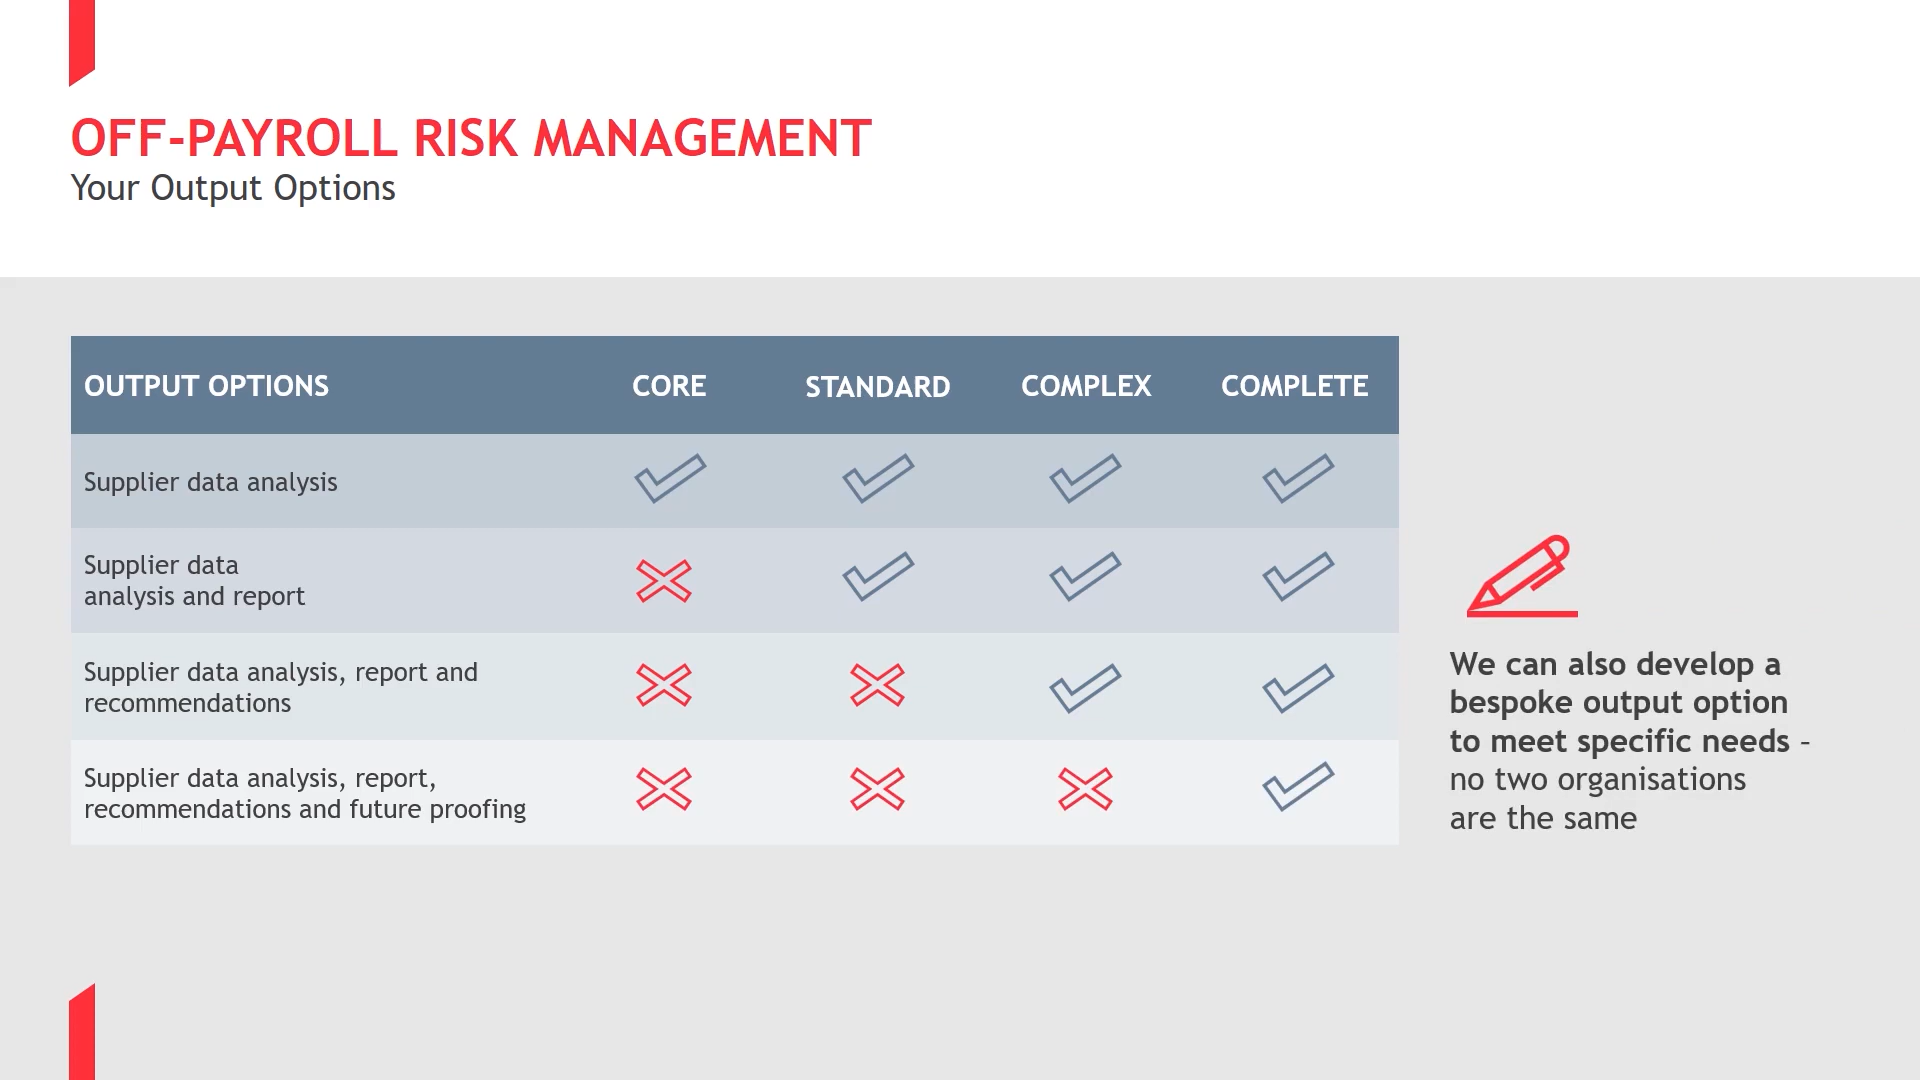 OFF-PAYROLL RISK MANAGEMENT
Your Output Options
OUTPUT OPTIONS CORE STANDARD COMPLEX COMPLETE
Supplier data analysis
Supplier data
analysis and report
Supplier data analysis, report and
recommendations
Supplier data analysis, report,
recommendations and future proofing
We can also develop a
bespoke output option
to meet specific needs –
no two organisations
are the same